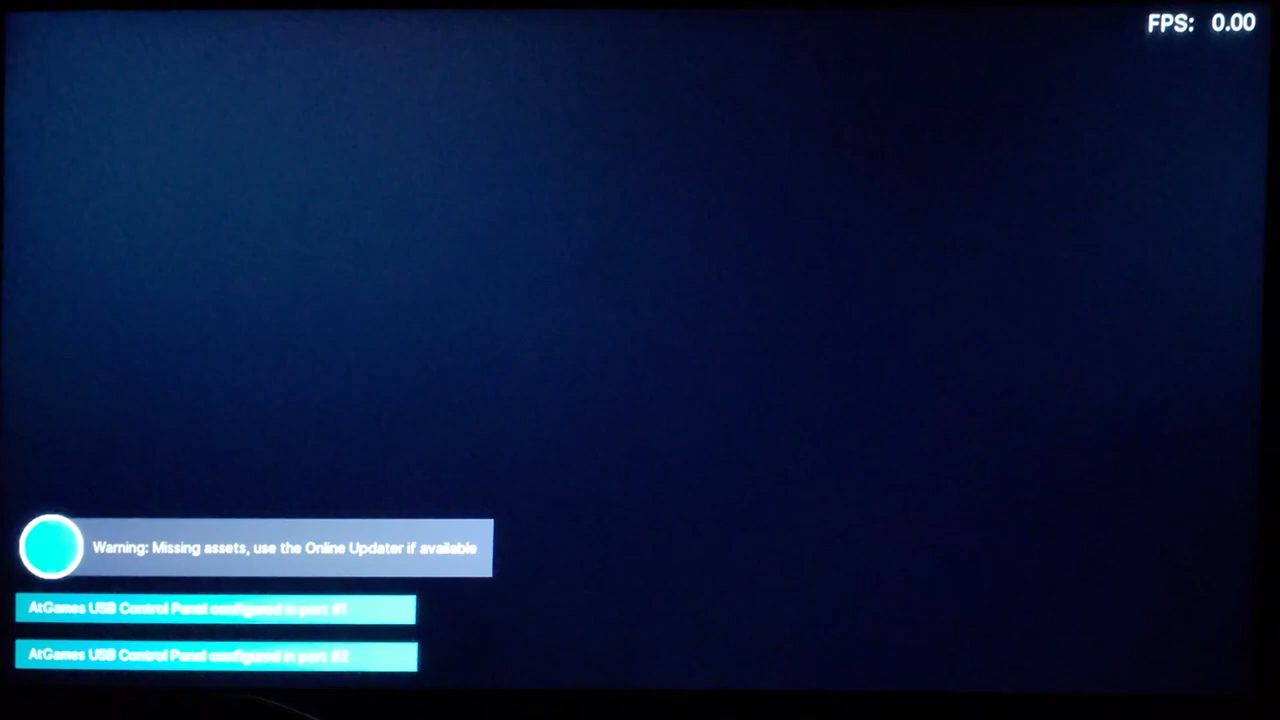 FPS: 0.00
Warning: Missing assets, use the Online Updater if available
AtGames USB Control Panel configured in port #1
AtGames USB Control Panel configured in port #2